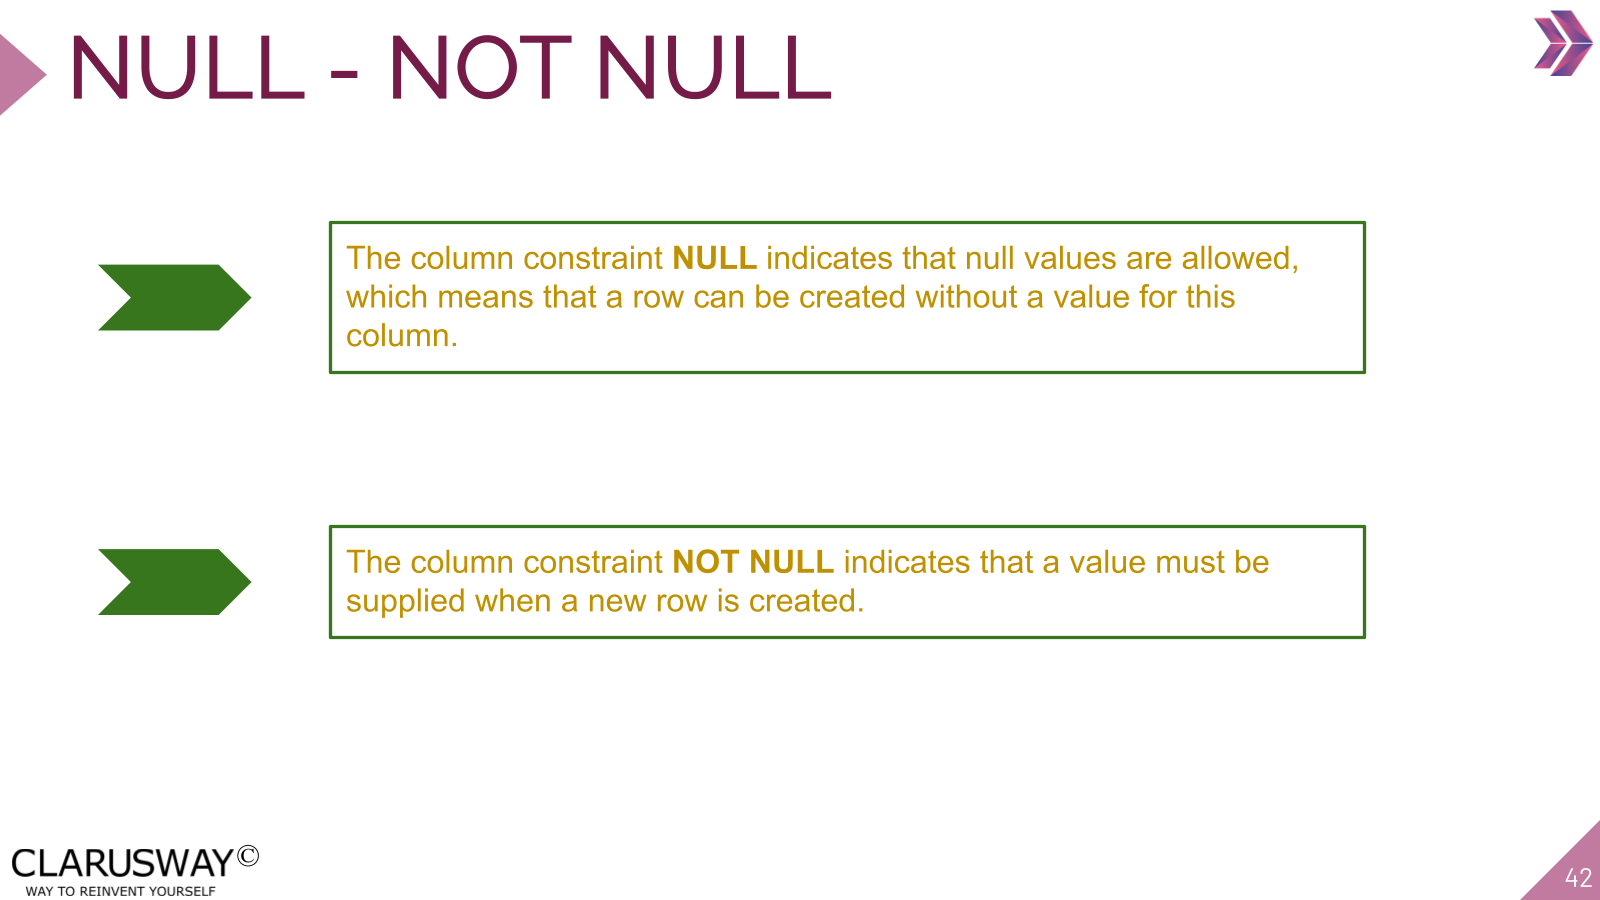 NULL - NOT NULL
The column constraint NULL indicates that null values are allowed,
which means that a row can be created without a value for this
column.
The column constraint NOT NULL indicates that a value must be
supplied when a new row is created.
CLARUSWAY©
WAY TO REINVENT YOURSELF
42